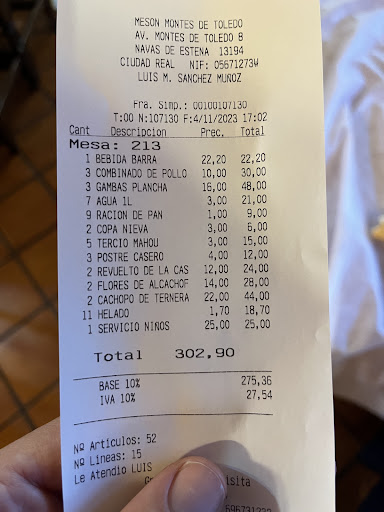 MESON MONTES DE TOLEDO
AV. MONTES DE TOLEDO 8
NAVAS DE ESTENA 13194
CIUDAD REAL NIF: 05671273W
LUIS M. SANCHEZ MUÑOZ
Fra. Simp.: 00100107130
T:00 N:107130 F:4/11/2023 17:02
Cant Descripcion Prec. Total
Mesa: 213
1 BEBIDA BARRA 22,20 22,20
3 COMBINADO DE POLLO 10,00 30,00
3 GAMBAS PLANCHA 16,00 48,00
7 AGUA 1L 3,00 21,00
9 RACION DE PAN 1,00 9,00
2 COPA NIEVA 3,00 6,00
5 TERCIO MAHOU 3,00 15,00
3 POSTRE CASERO 4,00 12,00
2 REVUELTO DE LA CAS 12,00 24,00
2 FLORES DE ALCACHOF 14,00 28,00
2 CACHOPO DE TERNERA 22,00 44,00
11 HELADO 1,70 18,70
1 SERVICIO NIÑOS 25,00 25,00
Total 302,90
BASE 10% 275,36
IVA 10% 27,54
Nº Articulos: 52
Nº Lineas: 15
Le Atendio LUIS